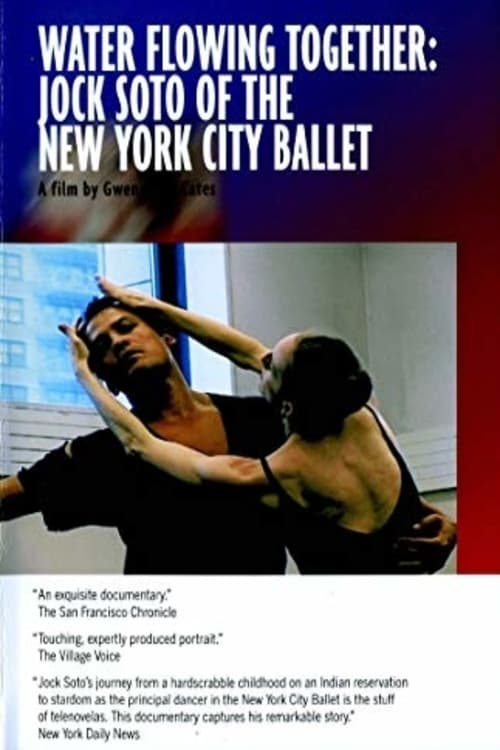 WATER FLOWING TOGETHER:
JOCK SOTO OF THE
NEW YORK CITY BALLET
A film by
"An exquisite documentary."
The San Francisco Chronicle
"Touching, expertly produced portrait."
The Village Voice
"Jock Soto's journey from a hardscrabble childhood on an Indian reservation
to stardom as the principal dancer in the New York City Ballet is the stuff
of telenovelas. This documentary captures his remarkable story."
New York Daily News